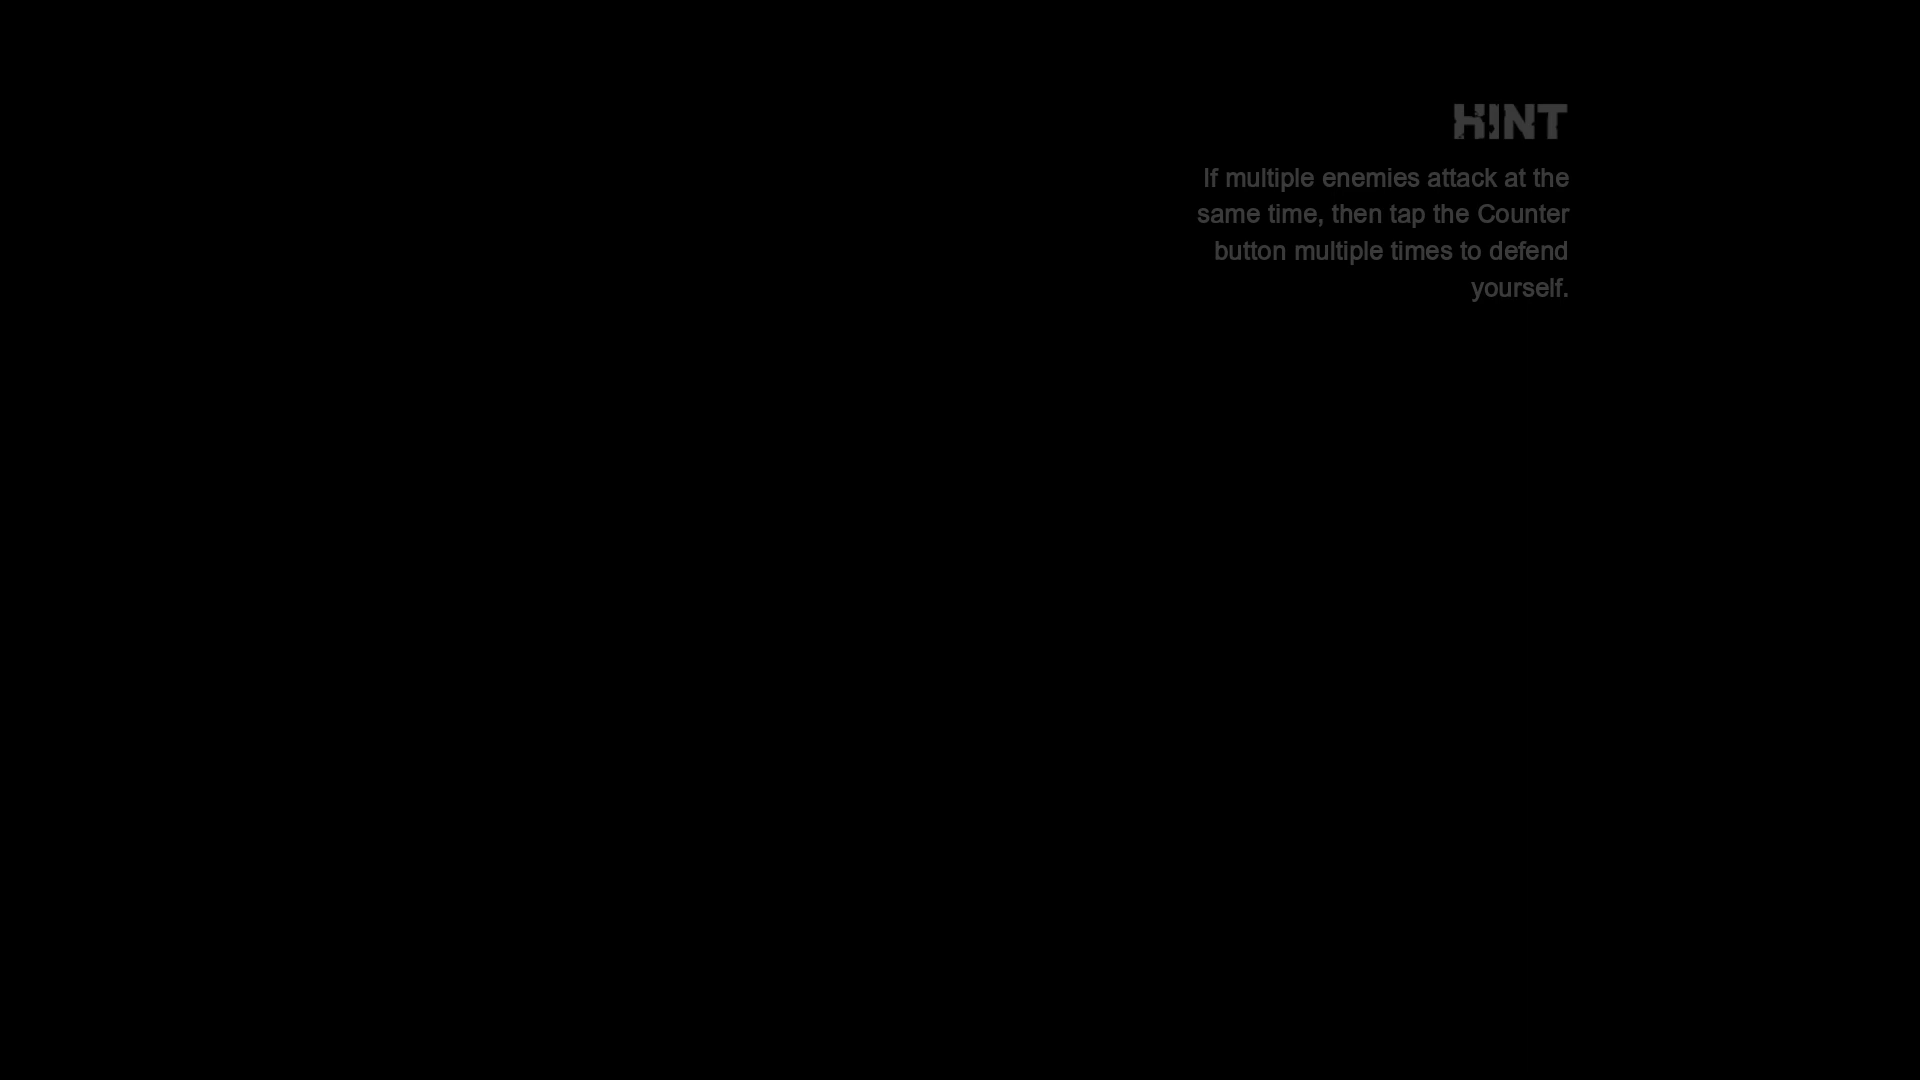 HINT
If multiple enemies attack at the
same time, then tap the Counter
button multiple times to defend
yourself.